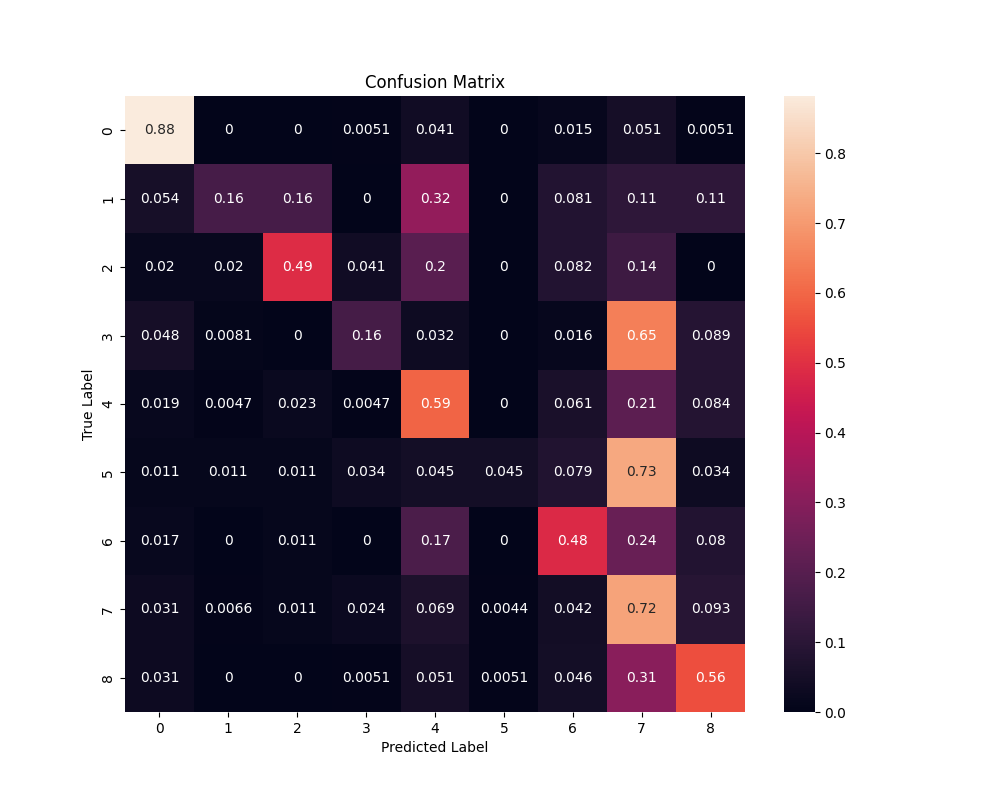 Confusion Matrix
0 0.88 0 0 0.0051 0.041 0 0.015 0.051 0.0051
1 0.054 0.16 0.16 0 0.32 0 0.081 0.11 0.11
2 0.02 0.02 0.49 0.041 0.2 0 0.082 0.14 0
3 0.048 0.0081 0 0.16 0.032 0 0.016 0.65 0.089
4 0.019 0.0047 0.023 0.0047 0.59 0 0.061 0.21 0.084
5 0.011 0.011 0.011 0.034 0.045 0.045 0.079 0.73 0.034
6 0.017 0 0.011 0 0.17 0 0.48 0.24 0.08
7 0.031 0.0066 0.011 0.024 0.069 0.0044 0.042 0.72 0.093
8 0.031 0 0 0.0051 0.051 0.0051 0.046 0.31 0.56
0 1 2 3 4 5 6 7 8
Predicted Label
True Label
0.8
0.7
0.6
0.5
0.4
0.3
0.2
0.1
0.0